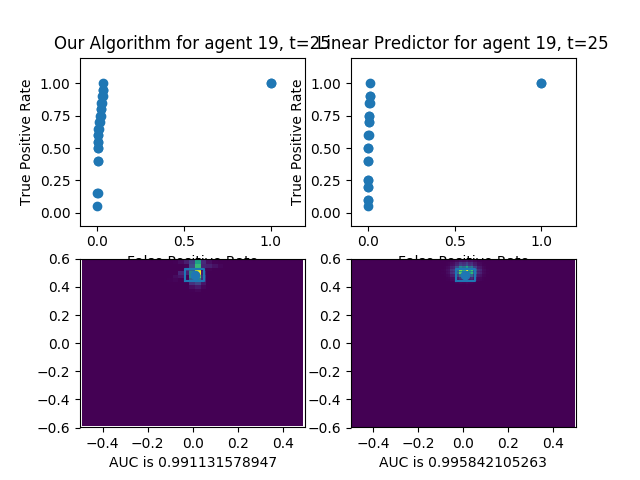 Our Algorithm for agent 19, t=25
Linear Predictor for agent 19, t=25
True Positive Rate
1.00
0.75
0.50
0.25
0.00
0.0 0.5 1.0
False Positive Rate
True Positive Rate
1.00
0.75
0.50
0.25
0.00
0.0 0.5 1.0
False Positive Rate
0.6
0.4
0.2
0.0
−0.2
−0.4
−0.6
−0.4 −0.2 0.0 0.2 0.4
AUC is 0.991131578947
0.6
0.4
0.2
0.0
−0.2
−0.4
−0.6
−0.4 −0.2 0.0 0.2 0.4
AUC is 0.995842105263